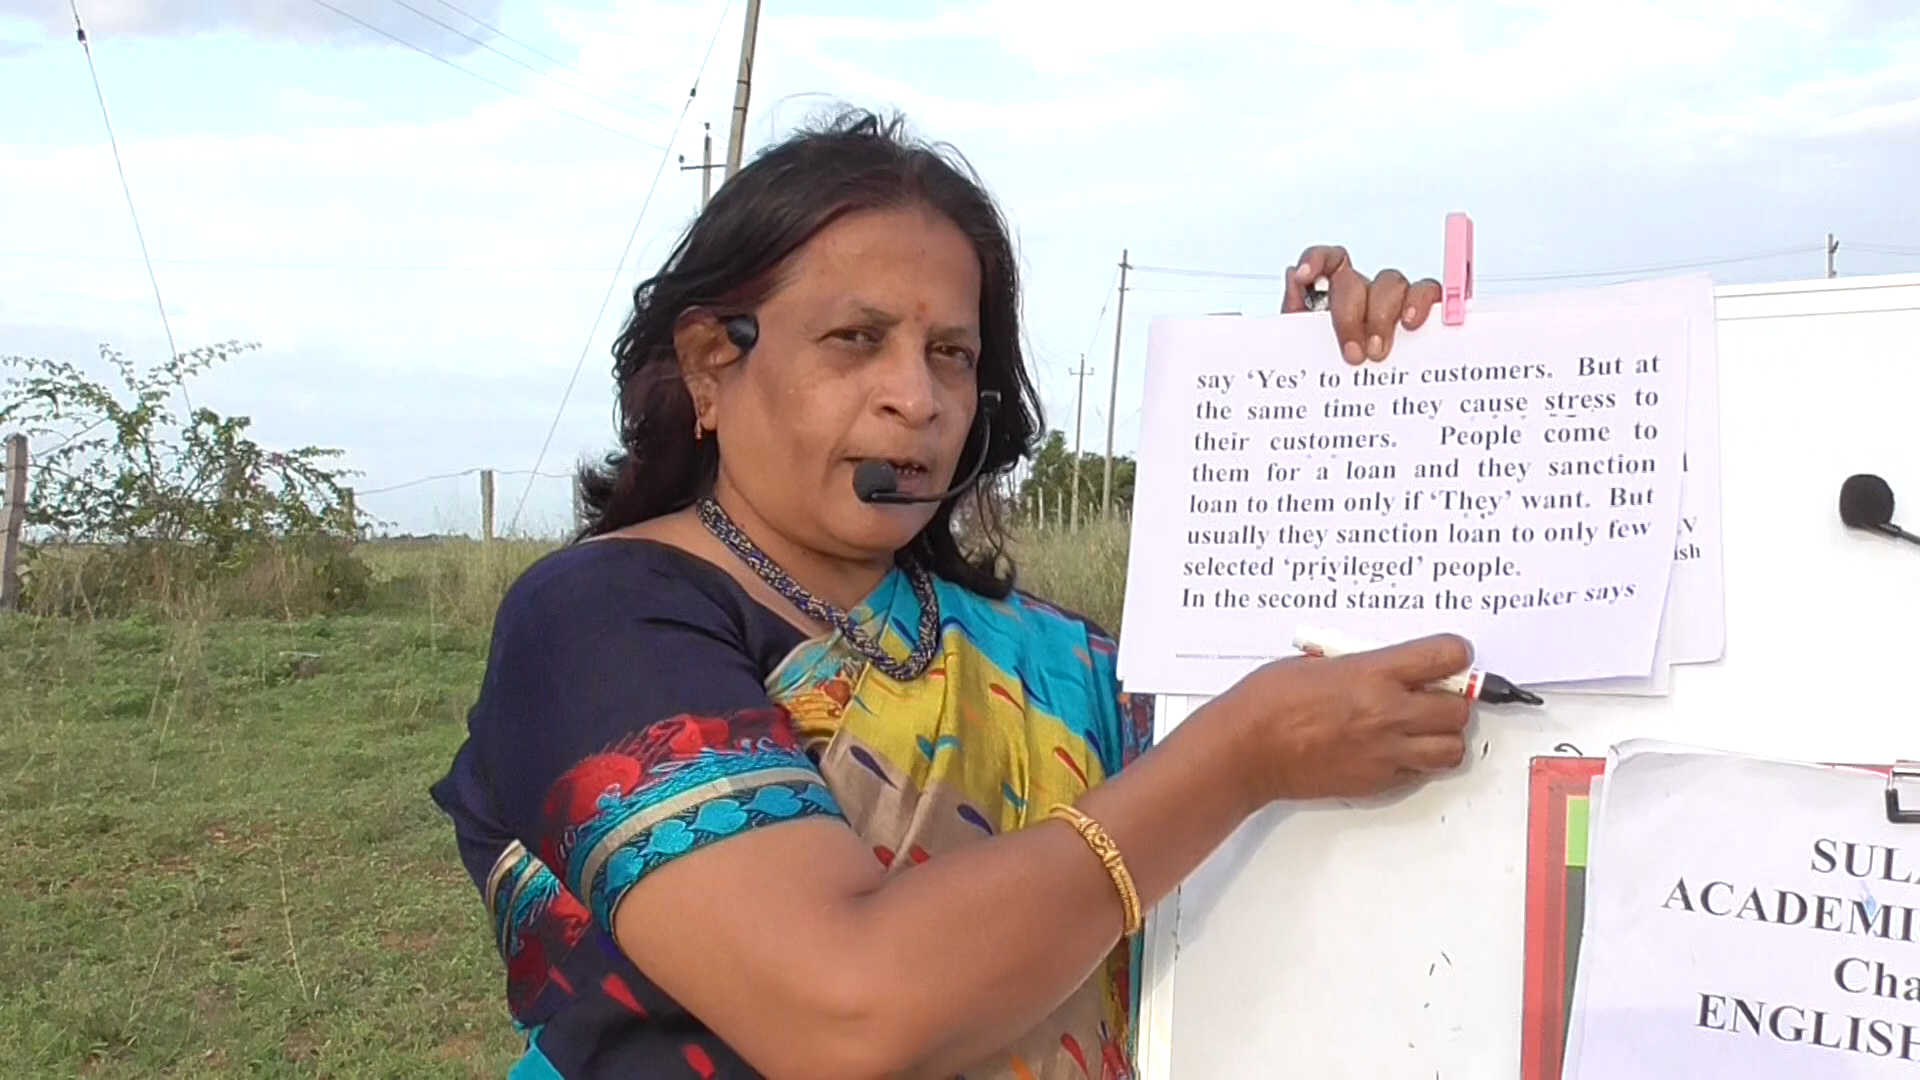 say ‘Yes’ to their customers. But at
the same time they cause stress to
their customers. People come to
them for a loan and they sanction
loan to them only if ‘They’ want. But
usually they sanction loan to only few
selected ‘privileged’ people.
In the second stanza the speaker says
V
ish
SUL
ACADEMI
Cha
ENGLISH